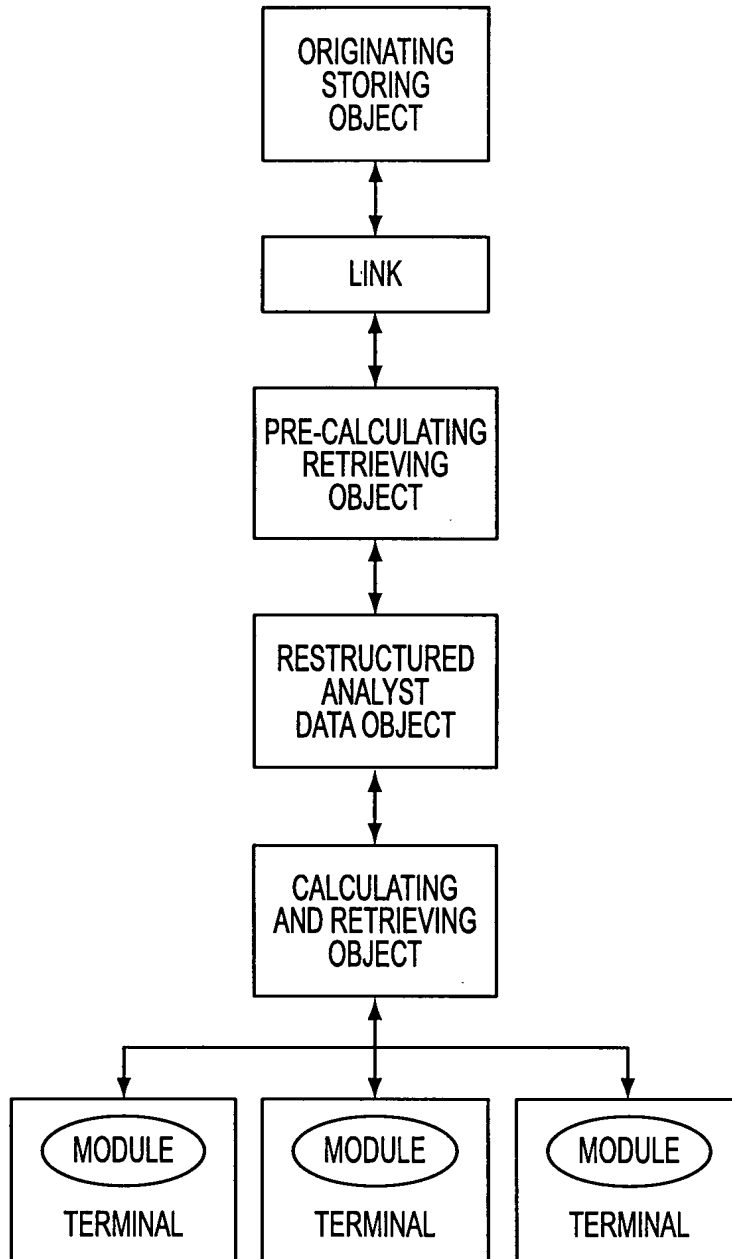 ORIGINATING
STORING
OBJECT
LINK
PRE-CALCULATING
RETRIEVING
OBJECT
RESTRUCTURED
ANALYST
DATA OBJECT
CALCULATING
AND RETRIEVING
OBJECT
MODULE MODULE MODULE
TERMINAL TERMINAL TERMINAL